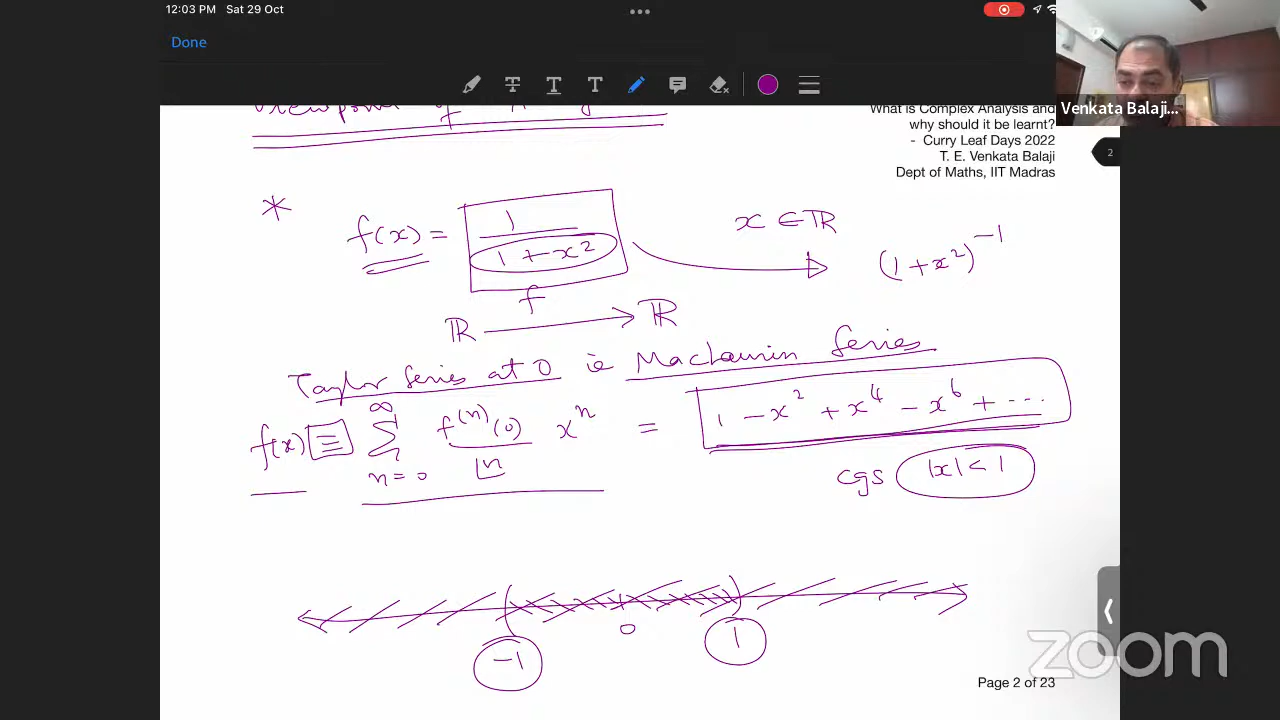 12:03 PM Sat 29 Oct
Done
Venkata Balaji...
What is Complex Analysis and
why should it be learnt?
- Curry Leaf Days 2022
T. E. Venkata Balaji
Dept of Maths, IIT Madras
2
* f(x) = 1 / (1 + x²)
x ∈ ℝ
(1 + x²)⁻¹
f
ℝ ⟶ ℝ
Taylor Series at 0 ie MacLaurin Series
f(x) ≡ ∑ₙ₌₀^∞ f⁽ⁿ⁾(0) / ⌊n xⁿ = 1 − x² + x⁴ − x⁶ + ....
cgs |x| < 1
−1 0 1
zoom
Page 2 of 23